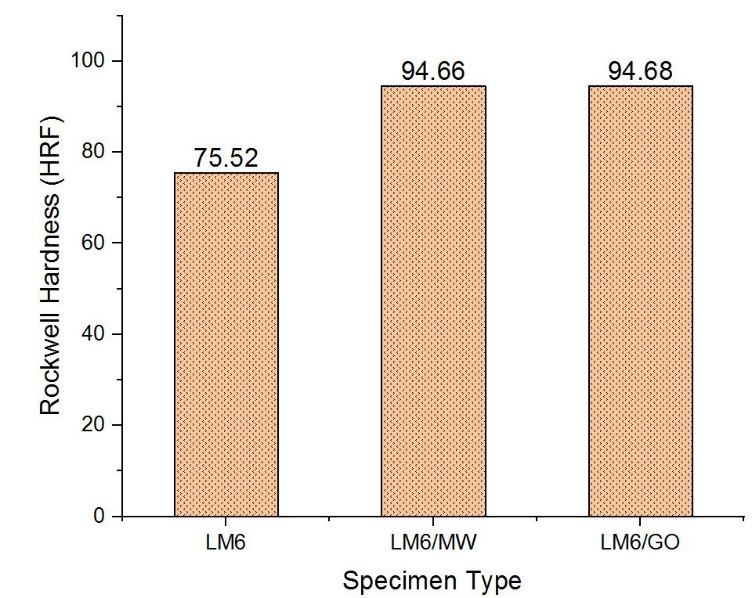 94.66
94.68
100
75.52
80
60
40
20
0
Rockwell Hardness (HRF)
LM6
LM6/MW
LM6/GO
Specimen Type